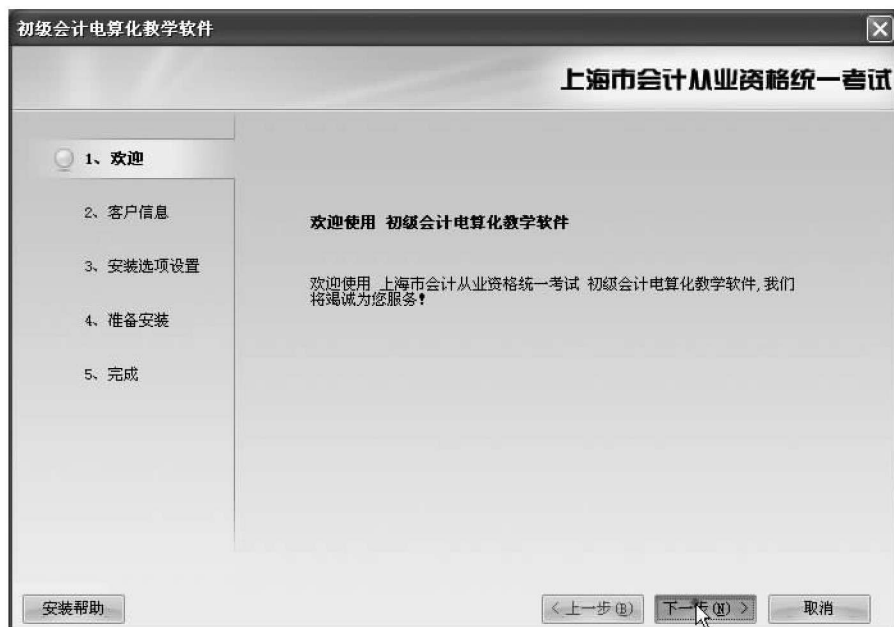 初级会计电算化教学软件
上海市会计从业资格统一考试
1、欢迎
2、客户信息
3、安装选项设置
4、准备安装
5、完成
欢迎使用 初级会计电算化教学软件
欢迎使用 上海市会计从业资格统一考试 初级会计电算化教学软件,我们
将竭诚为您服务!
安装帮助
< 上一步(B)
下一步(N) >
取消